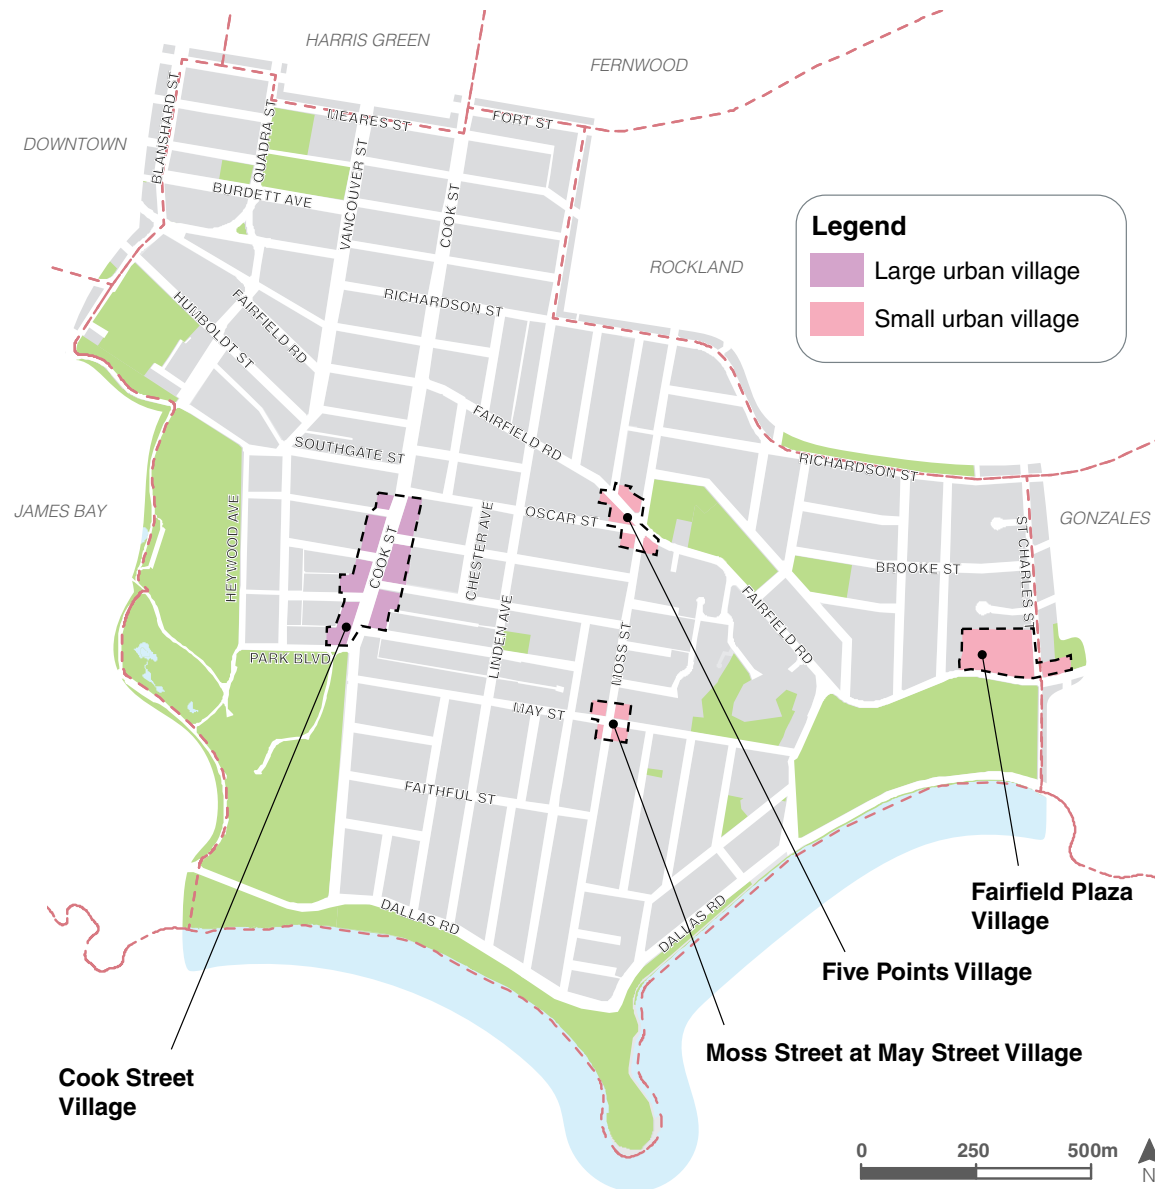 HARRIS GREEN
FERNWOOD
DOWNTOWN
BLANSHARD ST
QUADRA ST
MEARES ST
FORT ST
BURDETT AVE
VANCOUVER ST
COOK ST
ROCKLAND
Legend
Large urban village
Small urban village
HUMBOLDT ST
FAIRFIELD RD
RICHARDSON ST
FAIRFIELD RD
SOUTHGATE ST
RICHARDSON ST
JAMES BAY
HEYWOOD AVE
COOK ST
CHESTER AVE
OSCAR ST
GONZALES
ST CHARLES ST
BROOKE ST
FAIRFIELD RD
LINDEN AVE
MOSS ST
PARK BLVD
MAY ST
FAITHFUL ST
DALLAS RD
DALLAS RD
Fairfield Plaza
Village
Five Points Village
Moss Street at May Street Village
Cook Street
Village
0 250 500m
N